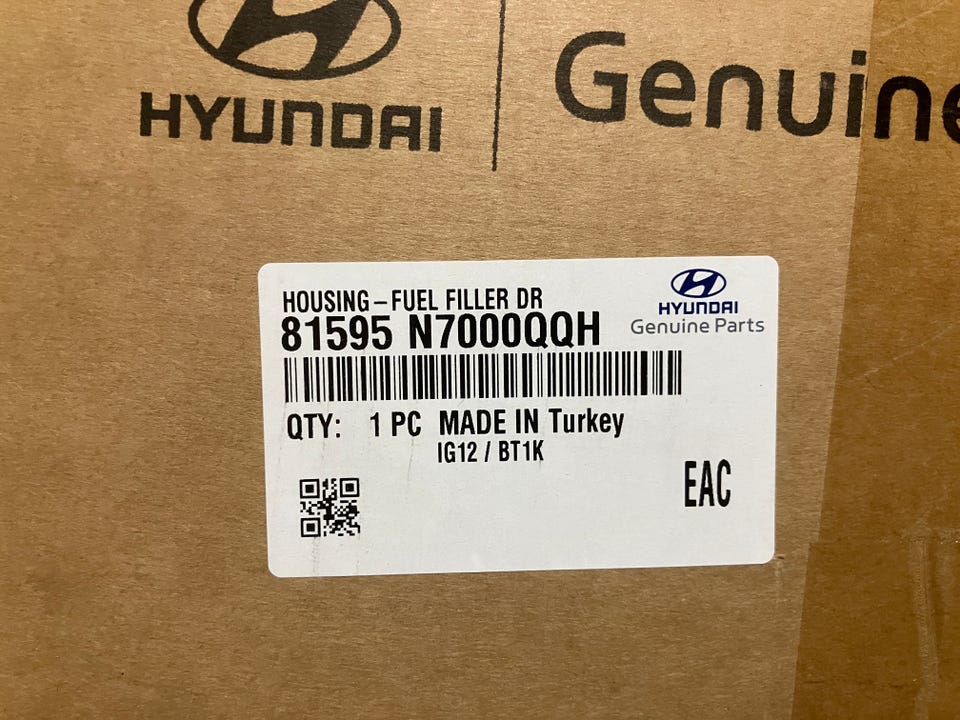 HYUNDAI
Genuine
HOUSING-FUEL FILLER DR
81595 N7000QQH
HYUNDAI
Genuine Parts
QTY: 1 PC MADE IN Turkey
IG12 / BT1K
EAC